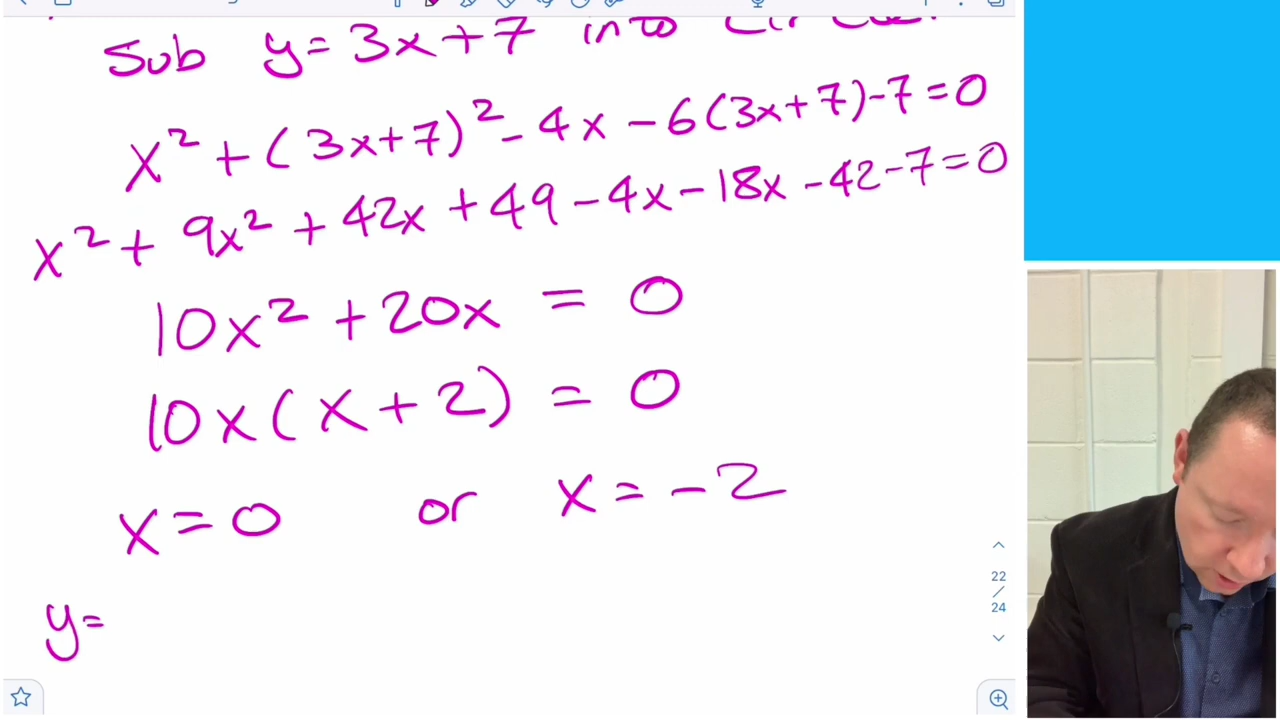 Sub y=3x+7 into circle.
x²+(3x+7)²-4x-6(3x+7)-7=0
x²+9x²+42x+49-4x-18x-42-7=0
10x²+20x=0
10x(x+2)=0
x=0 or x=-2
y=
22
/
24